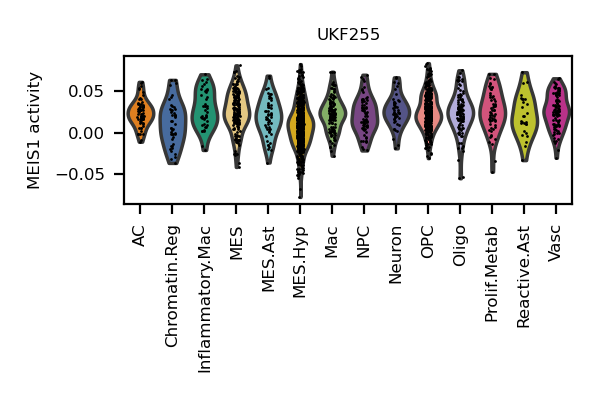 UKF255
MEIS1 activity
0.05
0.00
−0.05
AC
Chromatin.Reg
Inflammatory.Mac
MES
MES.Ast
MES.Hyp
Mac
NPC
Neuron
OPC
Oligo
Prolif.Metab
Reactive.Ast
Vasc